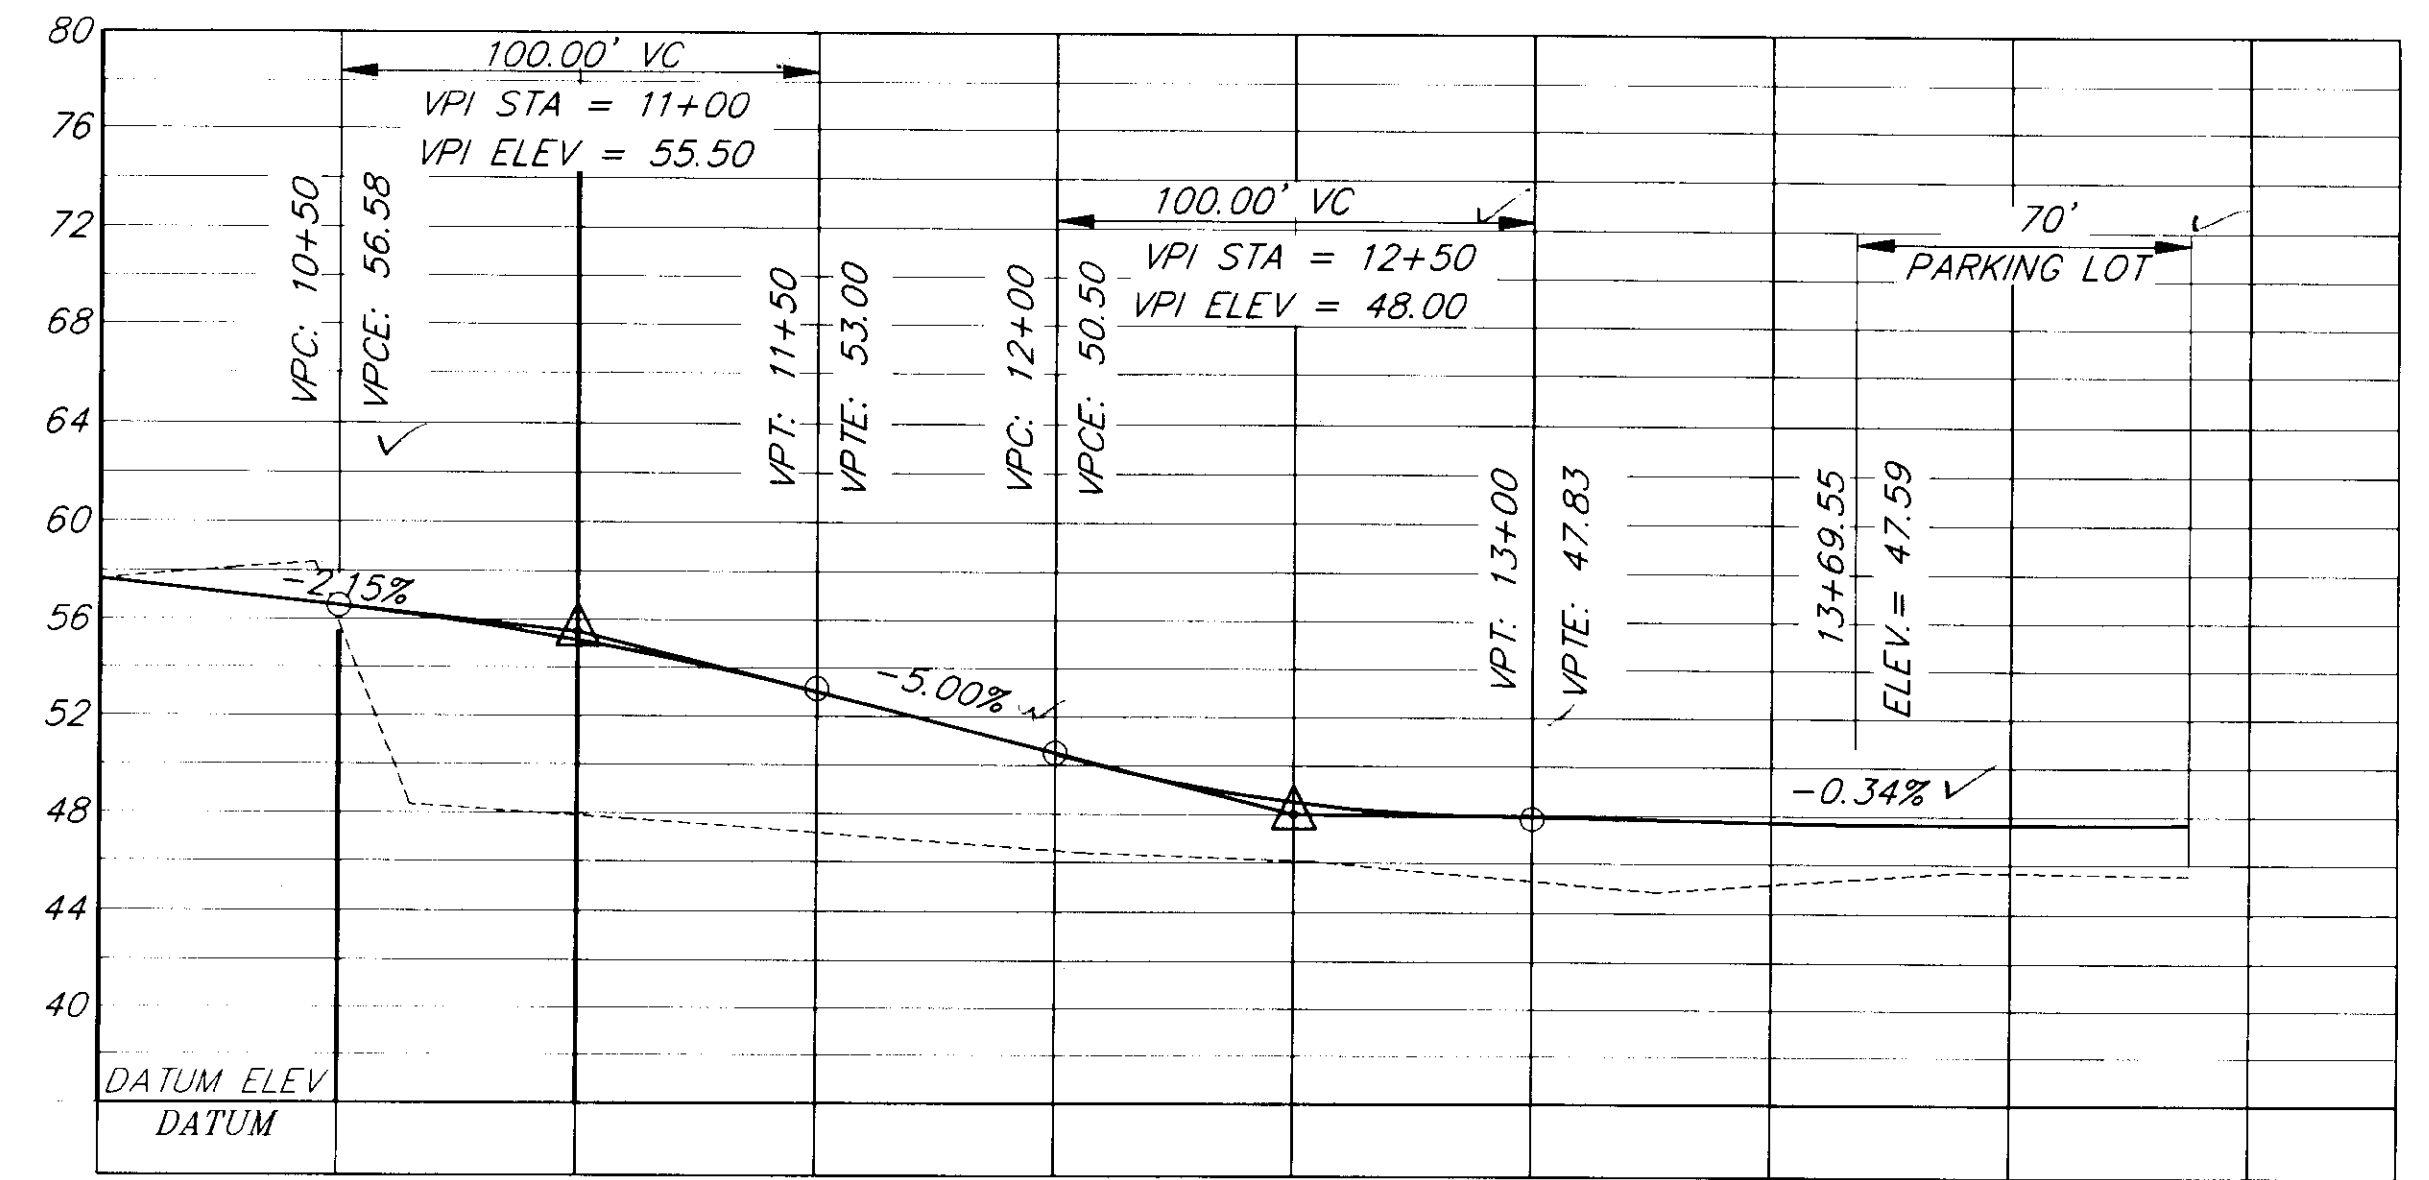 80
76
72
68
64
60
56
52
48
44
40
100.00' VC
VPI STA = 11+00
VPI ELEV = 55.50
VPC: 10+50
VPCE: 56.58
VPT: 11+50
VPTE: 53.00
VPC: 12+00
VPCE: 50.50
100.00' VC
VPI STA = 12+50
VPI ELEV = 48.00
VPT: 13+00
VPTE: 47.83
70'
PARKING LOT
13+69.55
ELEV.= 47.59
-2.15%
-5.00%
-0.34%
DATUM ELEV
DATUM